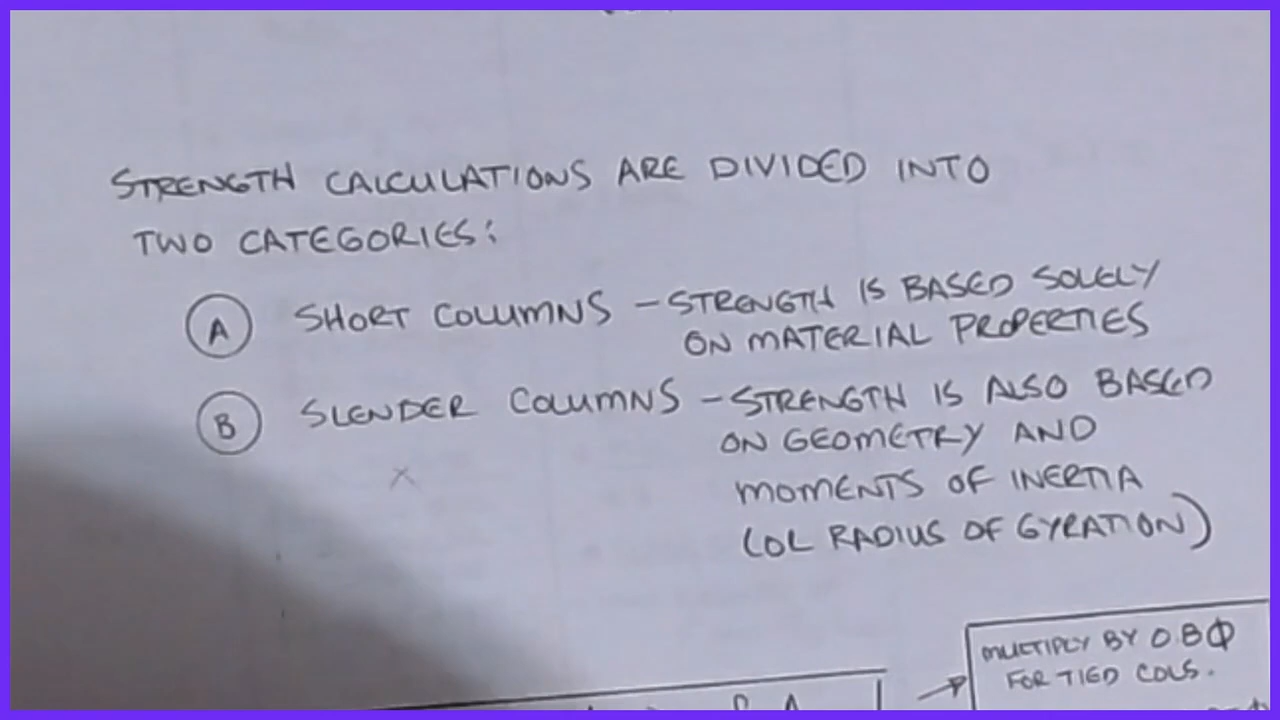 STRENGTH CALCULATIONS ARE DIVIDED INTO
TWO CATEGORIES:
A SHORT COLUMNS - STRENGTH IS BASED SOLELY
ON MATERIAL PROPERTIES
B SLENDER COLUMNS - STRENGTH IS ALSO BASED
ON GEOMETRY AND
MOMENTS OF INERTIA
(OR RADIUS OF GYRATION)
MULTIPLY BY 0.8Φ
FOR TIED COLS.